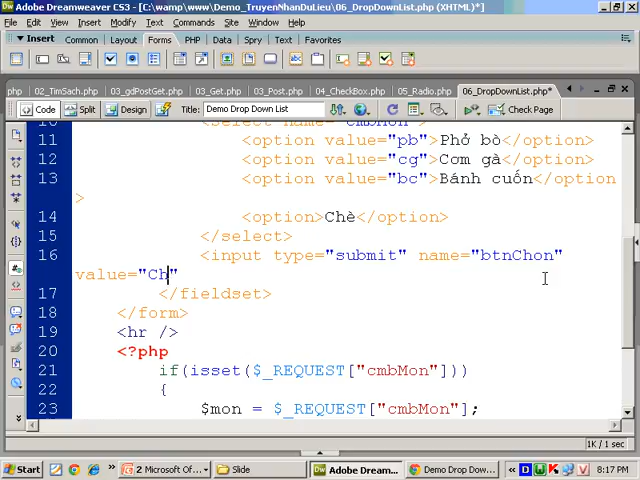 Adobe Dreamweaver CS3 - [C:\wamp\www\Demo_TruyenNhanDuLieu\06_DropDownList.php (XHTML)*]
File Edit View Insert Modify Text Commands Site Window Help
Insert Common Layout Forms PHP Data Spry Text Favorites
php 02_TimSach.php 03_gdPostGet.php 03_Get.php 03_Post.php 04_CheckBox.php 05_Radio.php 06_DropDownList.php*
Code Split Design Title: Demo Drop Down List Check Page
11 <option value="pb">Phở bò</option>
12 <option value="cg">Cơm gà</option>
13 <option value="bc">Bánh cuốn</option
>
14 <option>Chè</option>
15 </select>
16 <input type="submit" name="btnChon"
value="Ch"
17 </fieldset>
18 </form>
19 <hr />
20 <?php
21 if(isset($_REQUEST["cmbMon"]))
22 {
23 $mon = $_REQUEST["cmbMon"];
1K / 1 sec
Start 2 Microsoft Of... Slide Adobe Dream... Demo Drop Dow... 8:17 PM